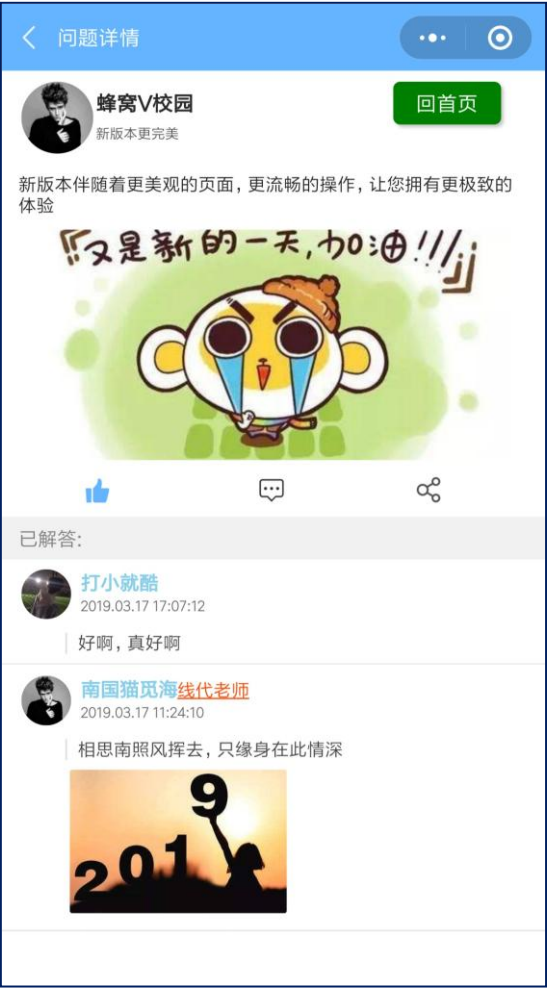 问题详情
蜂窝V校园
新版本更完美
回首页
新版本伴随着更美观的页面，更流畅的操作，让您拥有更极致的
体验
又是新的一天,加油!!!
已解答:
打小就酷
2019.03.17 17:07:12
好啊，真好啊
南国猫觅海线代老师
2019.03.17 11:24:10
相思南照风挥去，只缘身在此情深
2019